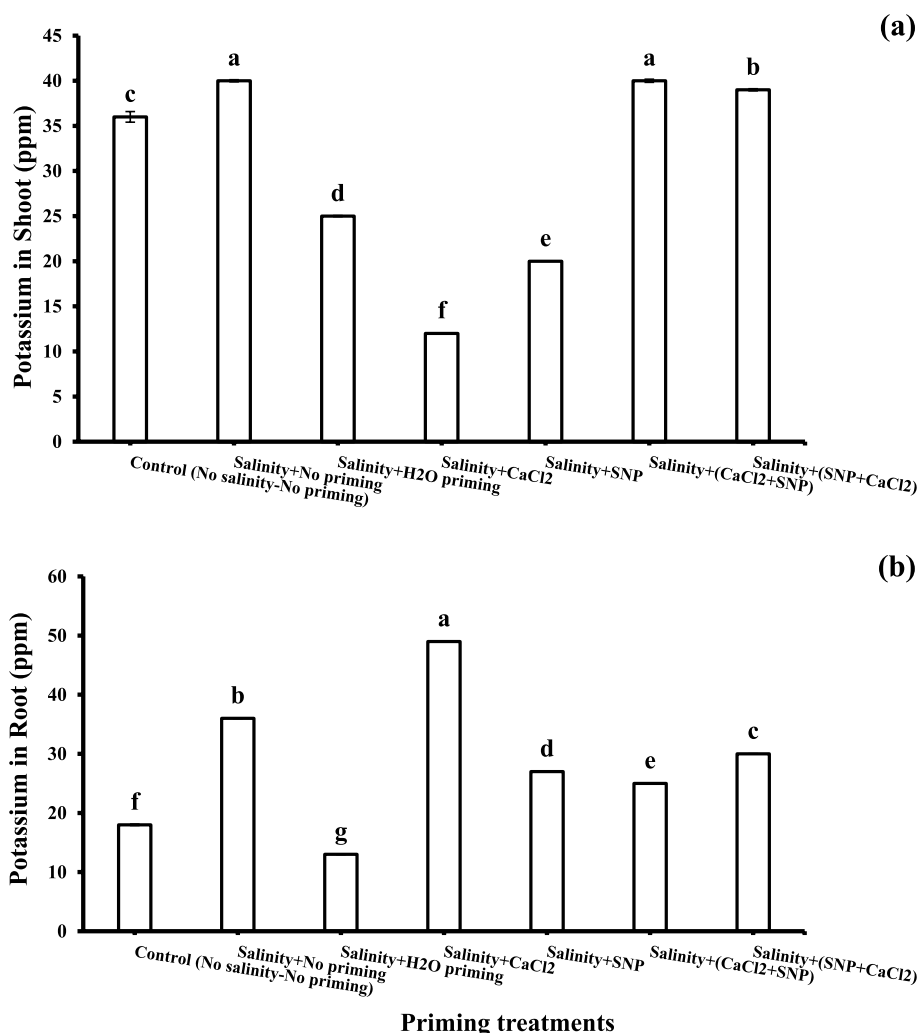 (a)
Potassium in Shoot (ppm)
45
40
35
30
25
20
15
10
5
0
c
a
d
f
e
a
b
Control (No salinity-No priming)
Salinity+No priming
Salinity+H2O priming
Salinity+CaCl2
Salinity+SNP
Salinity+(CaCl2+SNP)
Salinity+(SNP+CaCl2)
(b)
Potassium in Root (ppm)
60
50
40
30
20
10
0
f
b
g
a
d
e
c
Control (No salinity-No priming)
Salinity+No priming
Salinity+H2O priming
Salinity+CaCl2
Salinity+SNP
Salinity+(CaCl2+SNP)
Salinity+(SNP+CaCl2)
Priming treatments